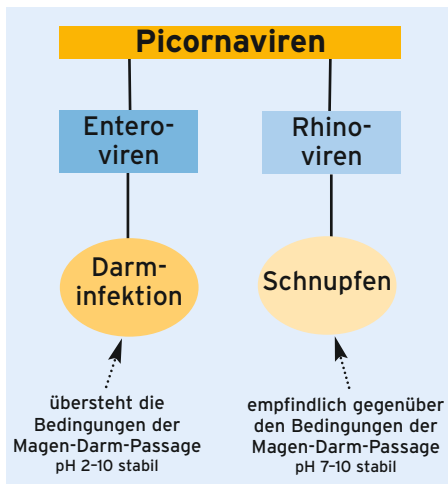 Picornaviren
Entero-
viren
Rhino-
viren
Darm-
infektion
Schnupfen
übersteht die
Bedingungen der
Magen-Darm-Passage
pH 2–10 stabil
empfindlich gegenüber
den Bedingungen der
Magen-Darm-Passage
pH 7–10 stabil